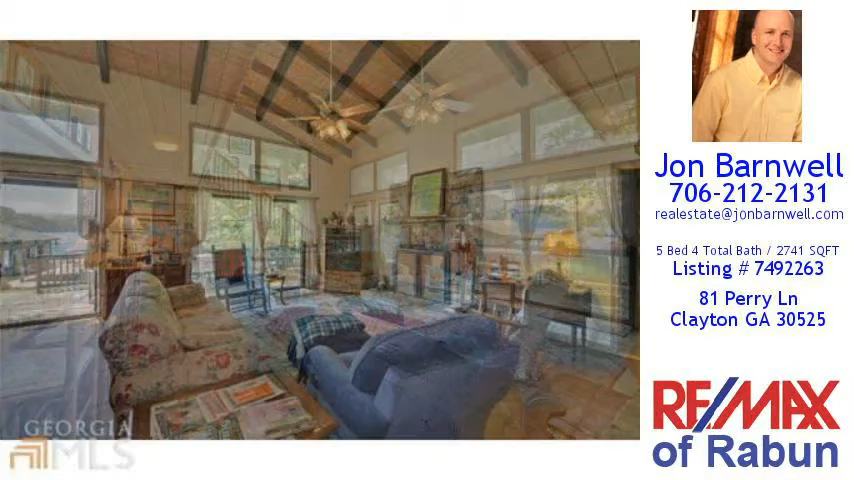 Jon Barnwell
706-212-2131
realestate@jonbarnwell.com
5 Bed 4 Total Bath / 2741 SQFT
Listing # 7492263
81 Perry Ln
Clayton GA 30525
RE/MAX
of Rabun
GEORGIA
MLS